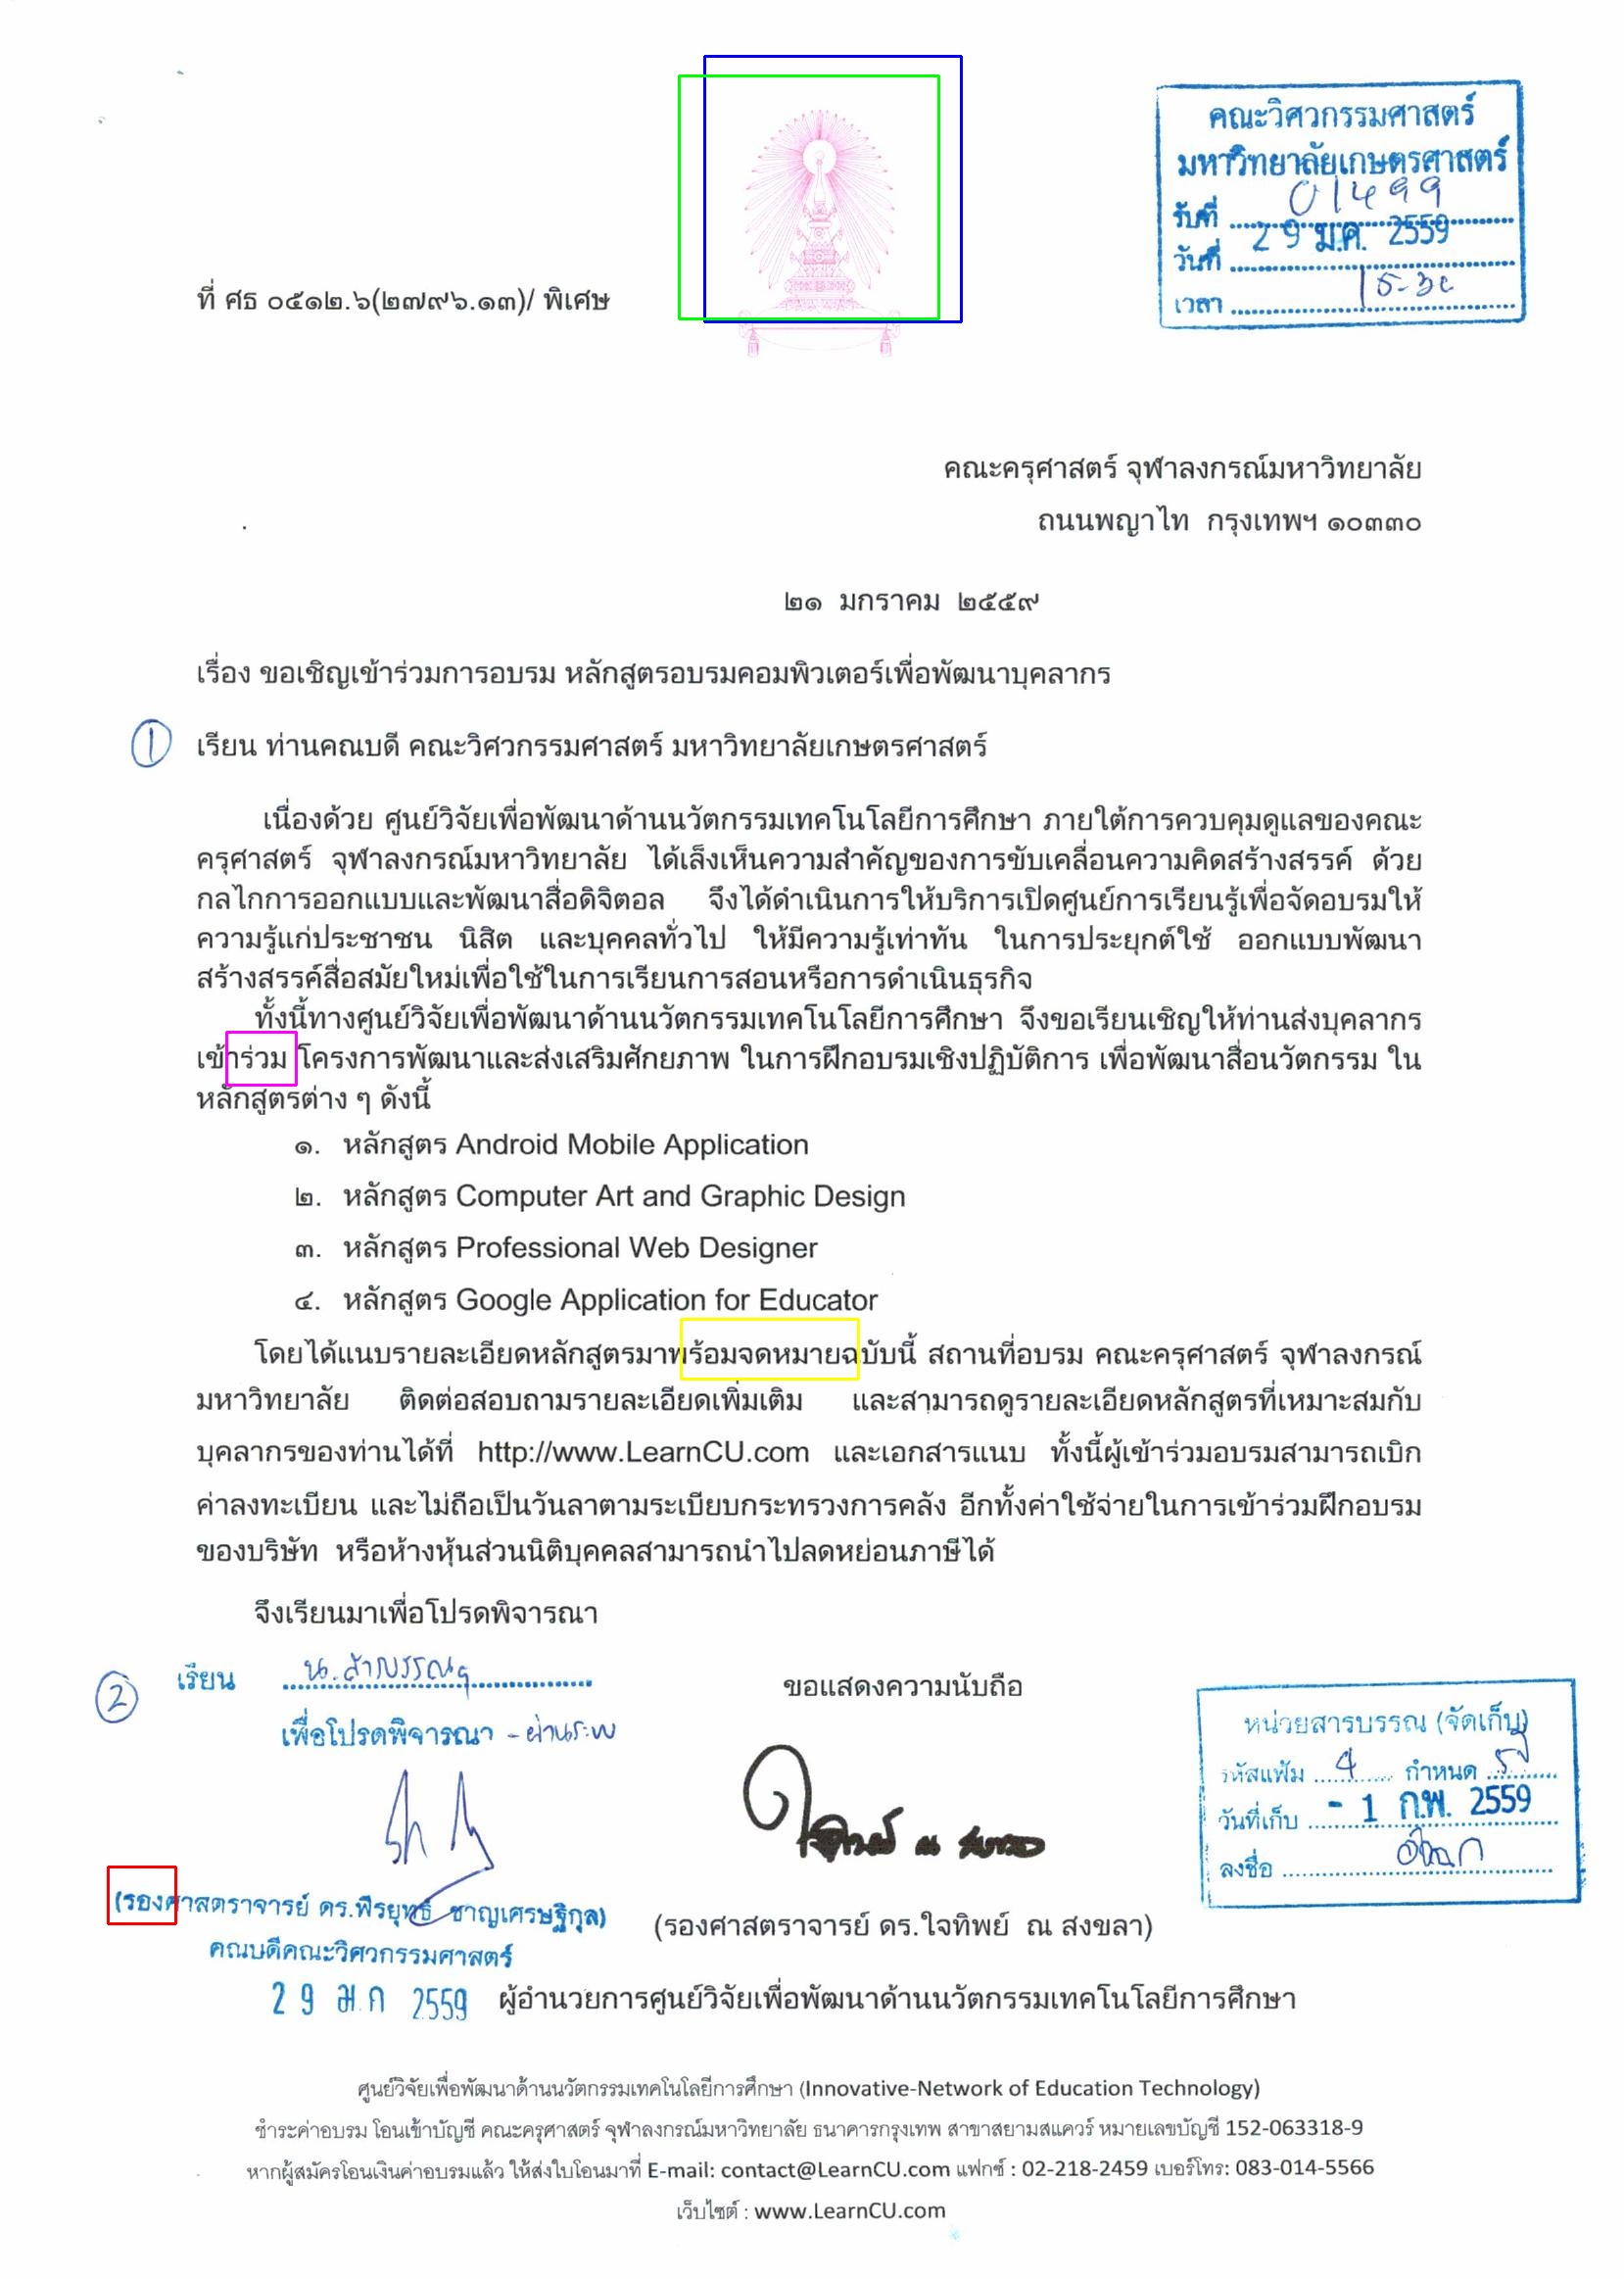 คณะวิศวกรรมศาสตร์
มหาวิทยาลัยเกษตรศาสตร์
รับที่ 01499
วันที่ 29 ม.ค. 2559
เวลา 15-30
ที่ ศธ ๐๕๑๒.๖(๒๗๙๖.๑๓)/ พิเศษ
คณะครุศาสตร์ จุฬาลงกรณ์มหาวิทยาลัย
ถนนพญาไท กรุงเทพฯ ๑๐๓๓๐
๒๑ มกราคม ๒๕๕๙
เรื่อง ขอเชิญเข้าร่วมการอบรม หลักสูตรอบรมคอมพิวเตอร์เพื่อพัฒนาบุคลากร
① เรียน ท่านคณบดี คณะวิศวกรรมศาสตร์ มหาวิทยาลัยเกษตรศาสตร์
เนื่องด้วย ศูนย์วิจัยเพื่อพัฒนาด้านนวัตกรรมเทคโนโลยีการศึกษา ภายใต้การควบคุมดูแลของคณะ
ครุศาสตร์ จุฬาลงกรณ์มหาวิทยาลัย ได้เล็งเห็นความสำคัญของการขับเคลื่อนความคิดสร้างสรรค์ ด้วย
กลไกการออกแบบและพัฒนาสื่อดิจิตอล จึงได้ดำเนินการให้บริการเปิดศูนย์การเรียนรู้เพื่อจัดอบรมให้
ความรู้แก่ประชาชน นิสิต และบุคคลทั่วไป ให้มีความรู้เท่าทัน ในการประยุกต์ใช้ ออกแบบพัฒนา
สร้างสรรค์สื่อสมัยใหม่เพื่อใช้ในการเรียนการสอนหรือการดำเนินธุรกิจ
ทั้งนี้ทางศูนย์วิจัยเพื่อพัฒนาด้านนวัตกรรมเทคโนโลยีการศึกษา จึงขอเรียนเชิญให้ท่านส่งบุคลากร
เข้าร่วม โครงการพัฒนาและส่งเสริมศักยภาพ ในการฝึกอบรมเชิงปฏิบัติการ เพื่อพัฒนาสื่อนวัตกรรม ใน
หลักสูตรต่าง ๆ ดังนี้
๑. หลักสูตร Android Mobile Application
๒. หลักสูตร Computer Art and Graphic Design
๓. หลักสูตร Professional Web Designer
๔. หลักสูตร Google Application for Educator
โดยได้แนบรายละเอียดหลักสูตรมาพร้อมจดหมายฉบับนี้ สถานที่อบรม คณะครุศาสตร์ จุฬาลงกรณ์
มหาวิทยาลัย ติดต่อสอบถามรายละเอียดเพิ่มเติม และสามารถดูรายละเอียดหลักสูตรที่เหมาะสมกับ
บุคลากรของท่านได้ที่ http://www.LearnCU.com และเอกสารแนบ ทั้งนี้ผู้เข้าร่วมอบรมสามารถเบิก
ค่าลงทะเบียน และไม่ถือเป็นวันลาตามระเบียบกระทรวงการคลัง อีกทั้งค่าใช้จ่ายในการเข้าร่วมฝึกอบรม
ของบริษัท หรือห้างหุ้นส่วนนิติบุคคลสามารถนำไปลดหย่อนภาษีได้
จึงเรียนมาเพื่อโปรดพิจารณา
② เรียน
เพื่อโปรดพิจารณา
(รองศาสตราจารย์ ดร.พีรยุทธ์ ชาญเศรษฐิกุล)
คณบดีคณะวิศวกรรมศาสตร์
29 ม.ค 2559
ขอแสดงความนับถือ
(รองศาสตราจารย์ ดร.ใจทิพย์ ณ สงขลา)
ผู้อำนวยการศูนย์วิจัยเพื่อพัฒนาด้านนวัตกรรมเทคโนโลยีการศึกษา
หน่วยสารบรรณ (จัดเก็บ)
รหัสแฟ้ม 4 กำหนด
วันที่เก็บ - 1 ก.พ. 2559
ลงชื่อ
ศูนย์วิจัยเพื่อพัฒนาด้านนวัตกรรมเทคโนโลยีการศึกษา (Innovative-Network of Education Technology)
ชำระค่าอบรม โอนเข้าบัญชี คณะครุศาสตร์ จุฬาลงกรณ์มหาวิทยาลัย ธนาคารกรุงเทพ สาขาสยามสแควร์ หมายเลขบัญชี 152-063318-9
หากผู้สมัครโอนเงินค่าอบรมแล้ว ให้ส่งใบโอนมาที่ E-mail: contact@LearnCU.com แฟกซ์ : 02-218-2459 เบอร์โทร: 083-014-5566
เว็บไซต์ : www.LearnCU.com